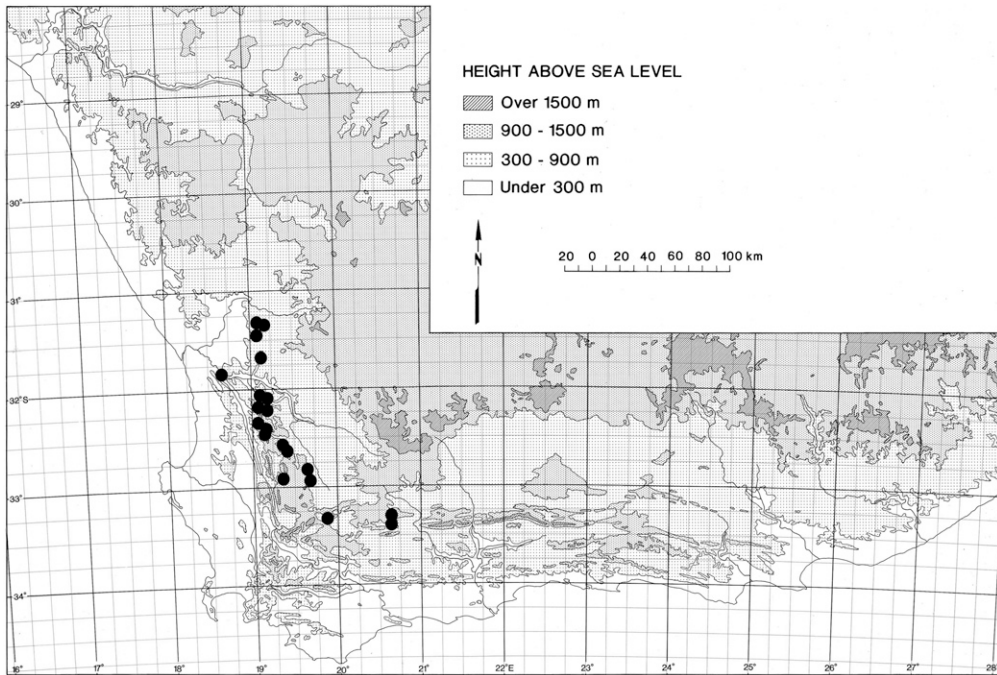 HEIGHT ABOVE SEA LEVEL
Over 1500 m
900 - 1500 m
300 - 900 m
Under 300 m
N
20 0 20 40 60 80 100 km
29°
30°
31°
32°S
33°
34°
16° 17° 18° 19° 20° 21° 22°E 23° 24° 25° 26° 27° 28°